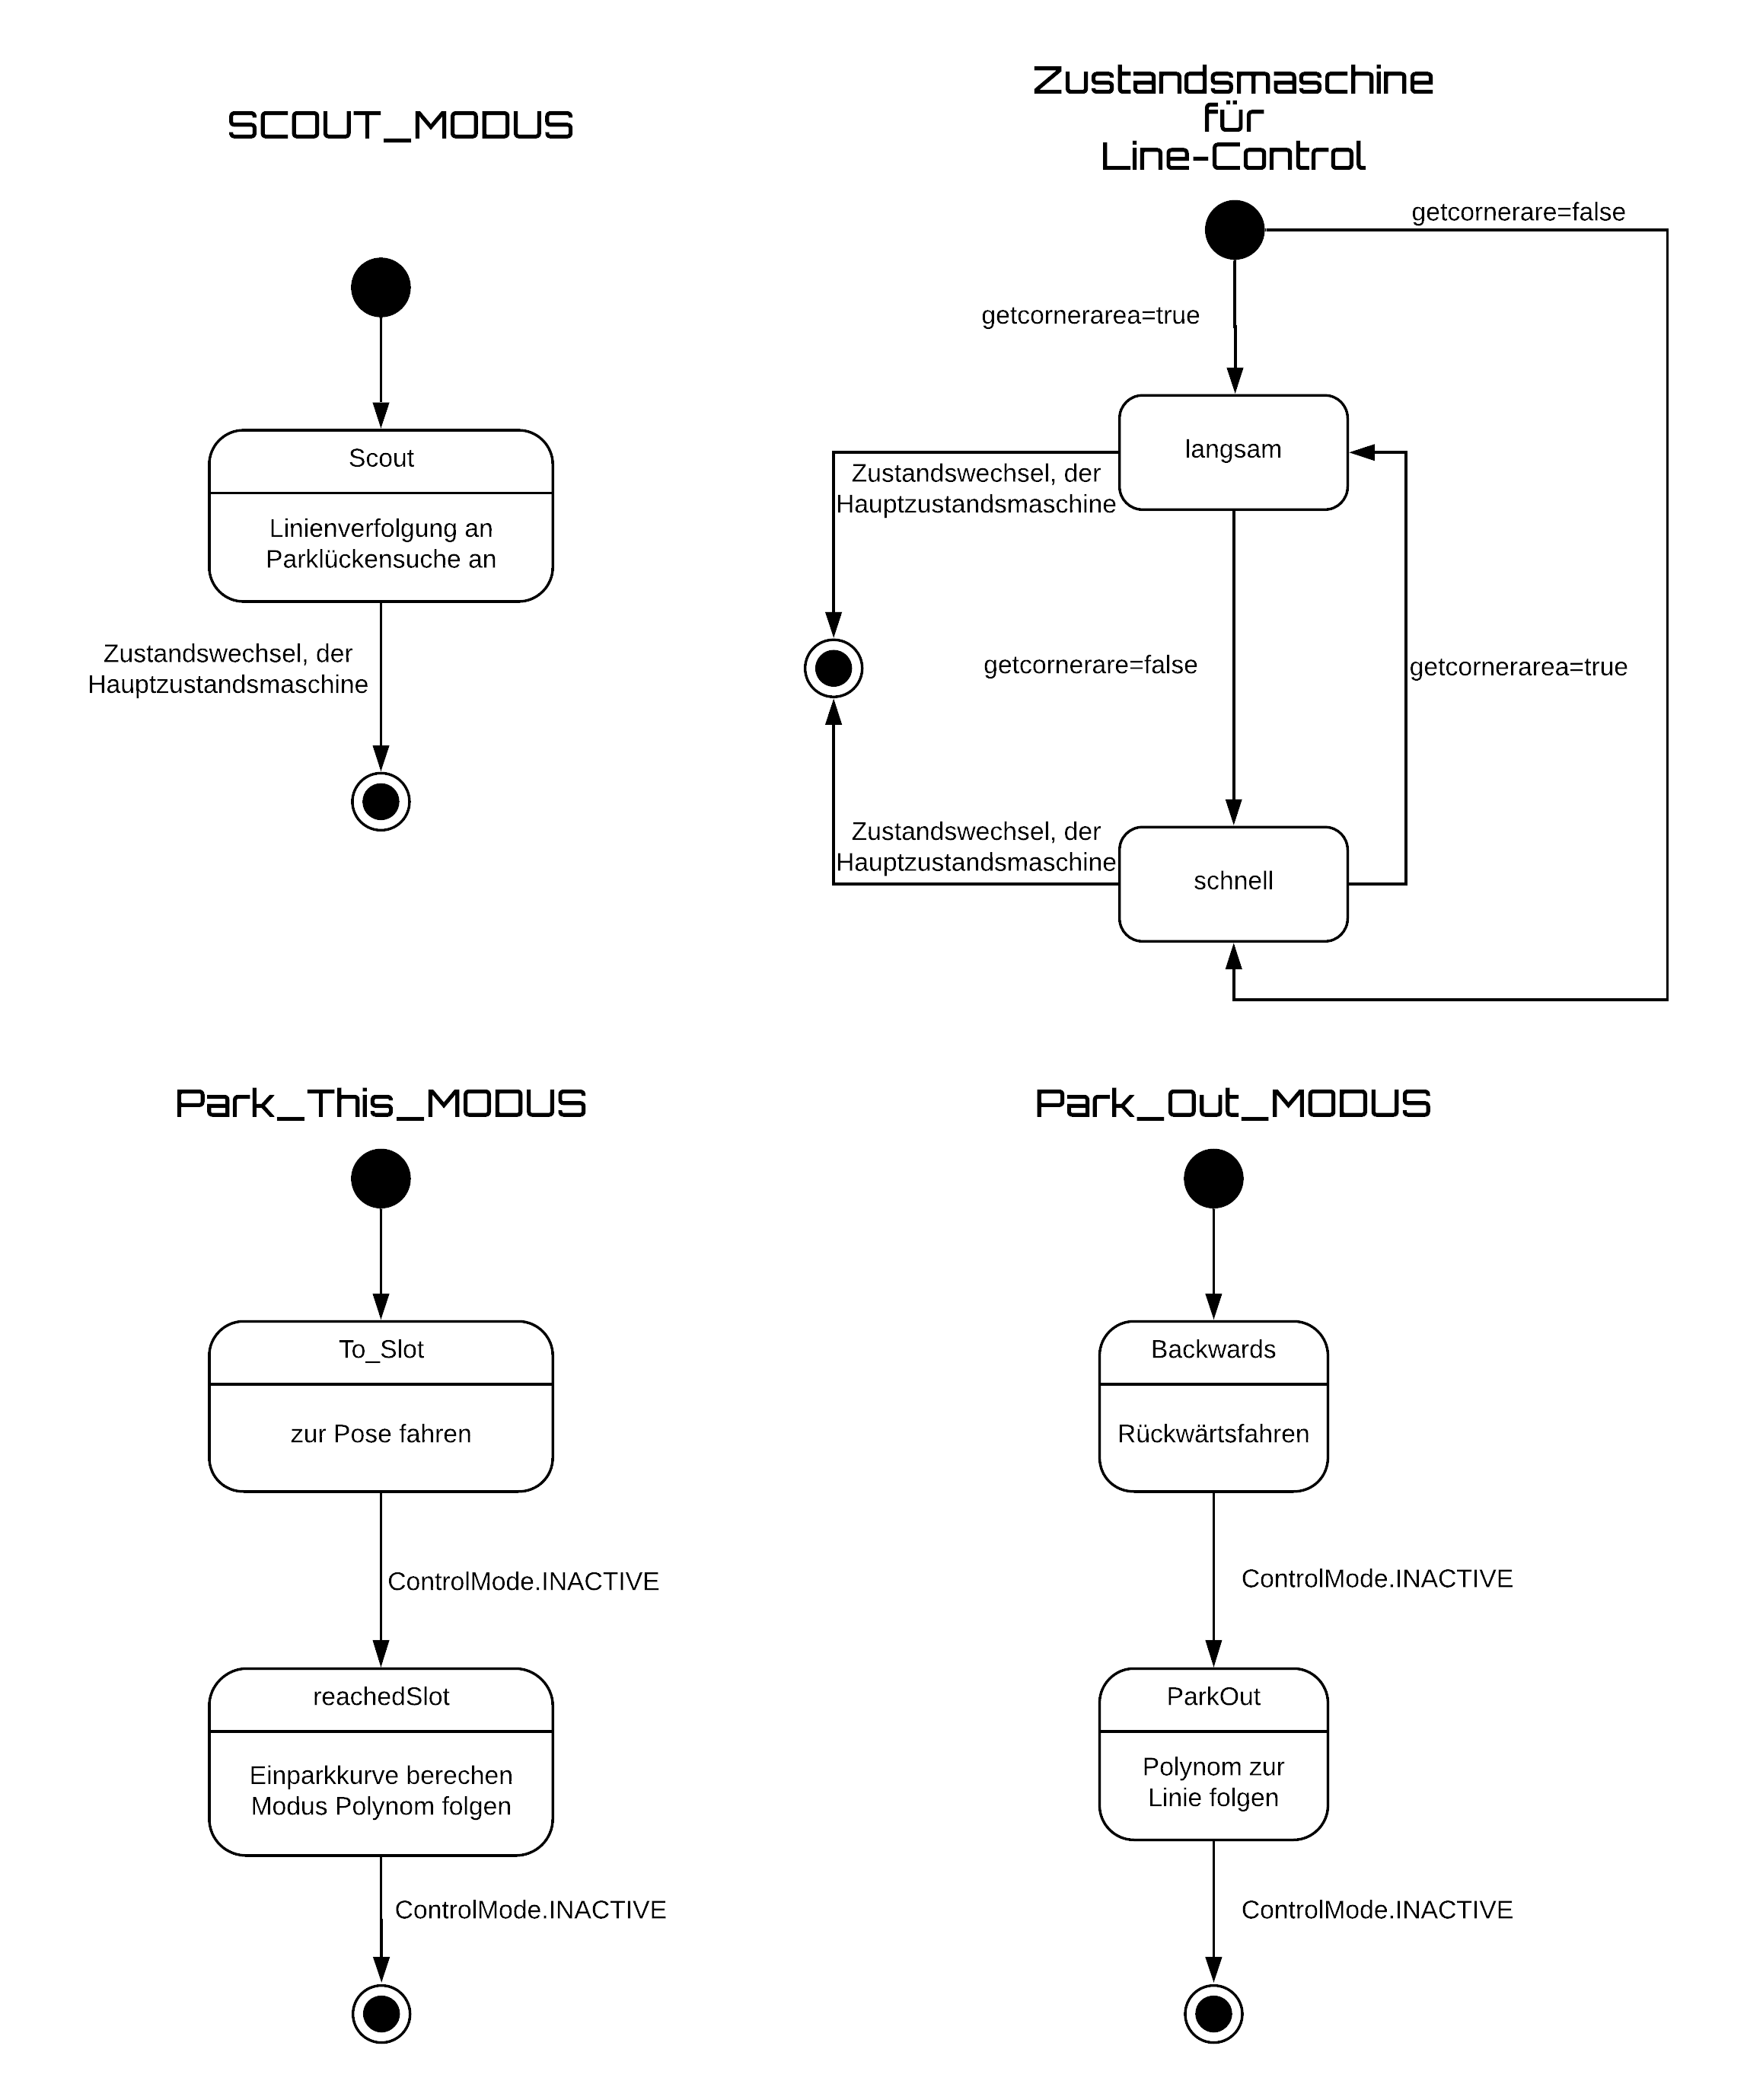 SCOUT_MODUS
Scout
Linienverfolgung an
Parklückensuche an
Zustandswechsel, der
Hauptzustandsmaschine
Zustandsmaschine
für
Line-Control
getcornerare=false
getcornerarea=true
langsam
Zustandswechsel, der
Hauptzustandsmaschine
getcornerare=false
getcornerarea=true
Zustandswechsel, der
Hauptzustandsmaschine
schnell
Park_This_MODUS
To_Slot
zur Pose fahren
ControlMode.INACTIVE
reachedSlot
Einparkkurve berechen
Modus Polynom folgen
ControlMode.INACTIVE
Park_Out_MODUS
Backwards
Rückwärtsfahren
ControlMode.INACTIVE
ParkOut
Polynom zur
Linie folgen
ControlMode.INACTIVE